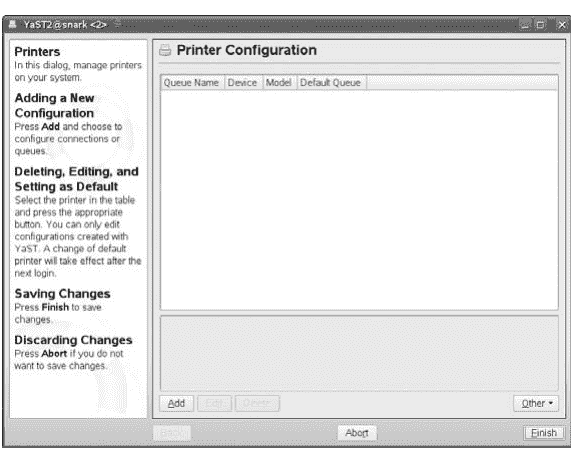 YaST2@snark <2>
Printers
In this dialog, manage printers
on your system.
Adding a New
Configuration
Press Add and choose to
configure connections or
queues.
Deleting, Editing, and
Setting as Default
Select the printer in the table
and press the appropriate
button. You can only edit
configurations created with
YaST. A change of default
printer will take effect after the
next login.
Saving Changes
Press Finish to save
changes.
Discarding Changes
Press Abort if you do not
want to save changes.
Printer Configuration
Queue Name Device Model Default Queue
Add Edit Delete Other
Back Abort Finish